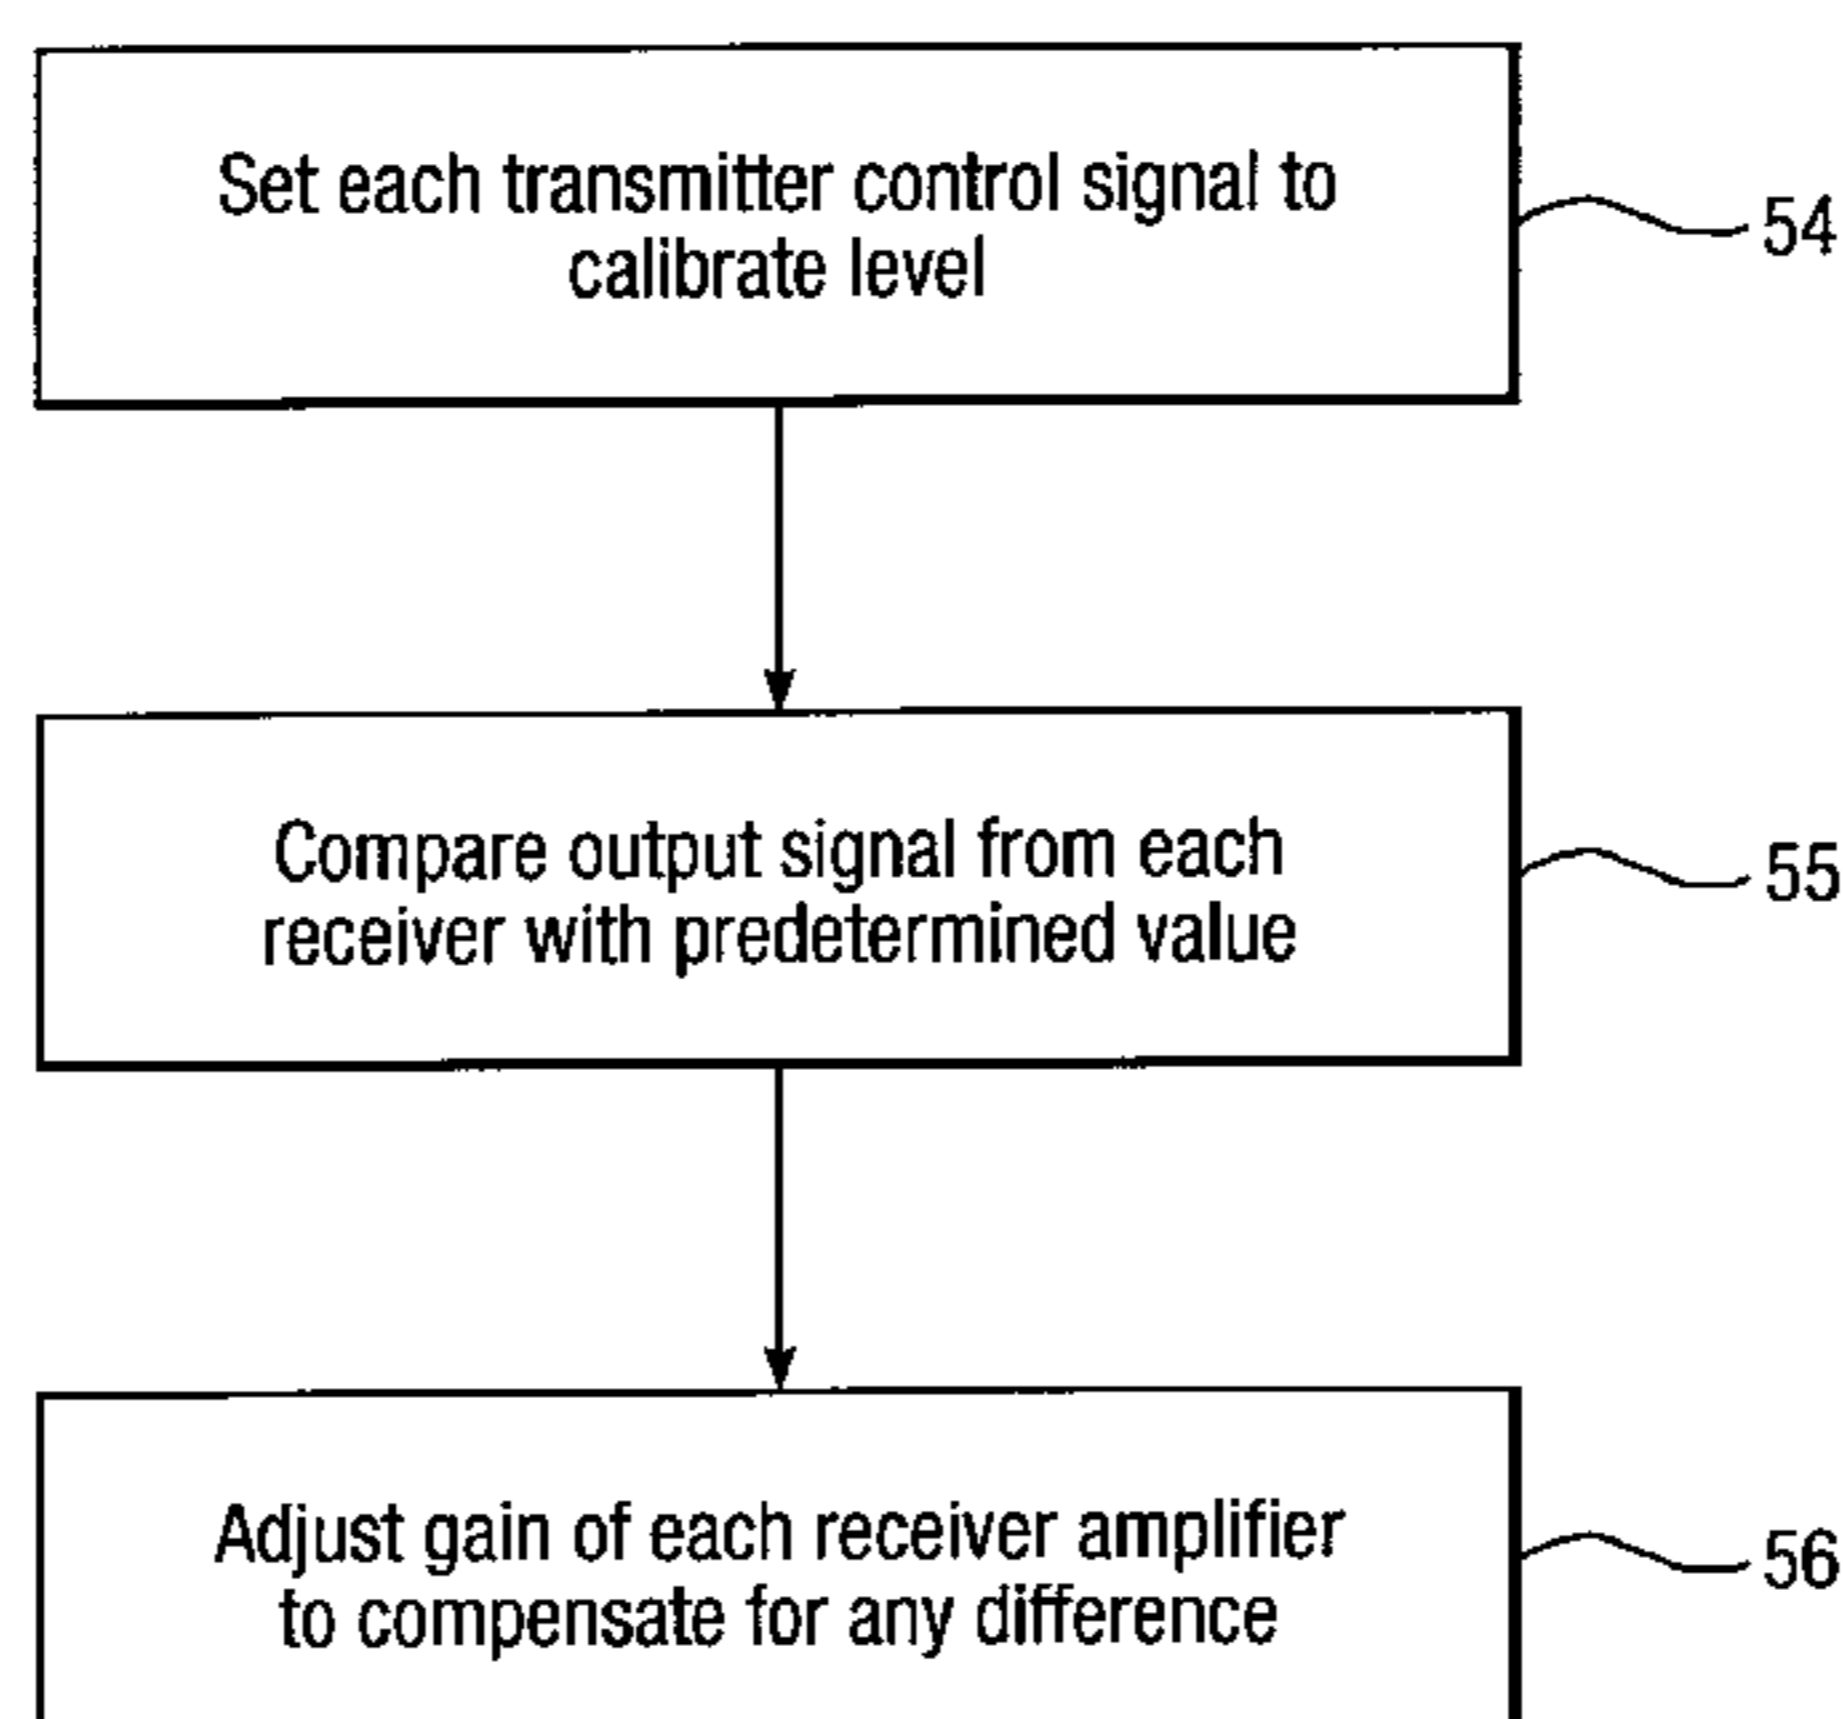 Set each transmitter control signal to
calibrate level
54
Compare output signal from each
receiver with predetermined value
55
Adjust gain of each receiver amplifier
to compensate for any difference
56